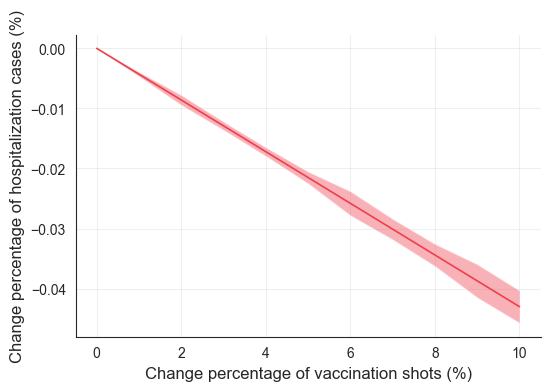 Change percentage of hospitalization cases (%)
0.00
−0.01
−0.02
−0.03
−0.04
0 2 4 6 8 10
Change percentage of vaccination shots (%)